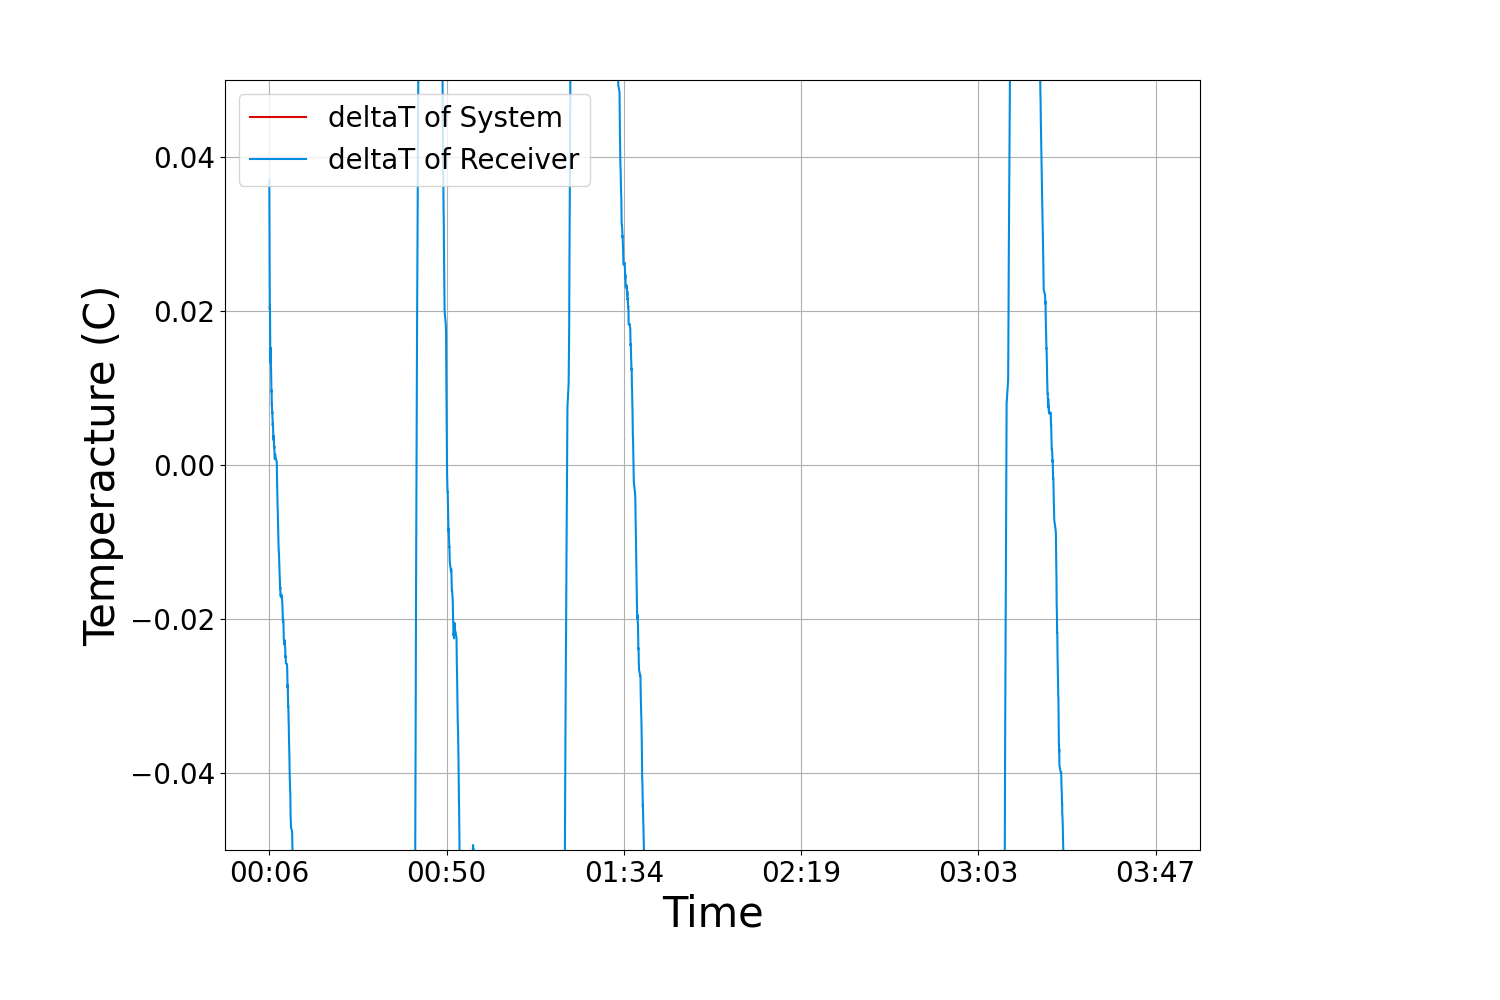 deltaT of System
deltaT of Receiver
0.04
0.02
0.00
−0.02
−0.04
Temperacture (C)
00:06 00:50 01:34 02:19 03:03 03:47
Time